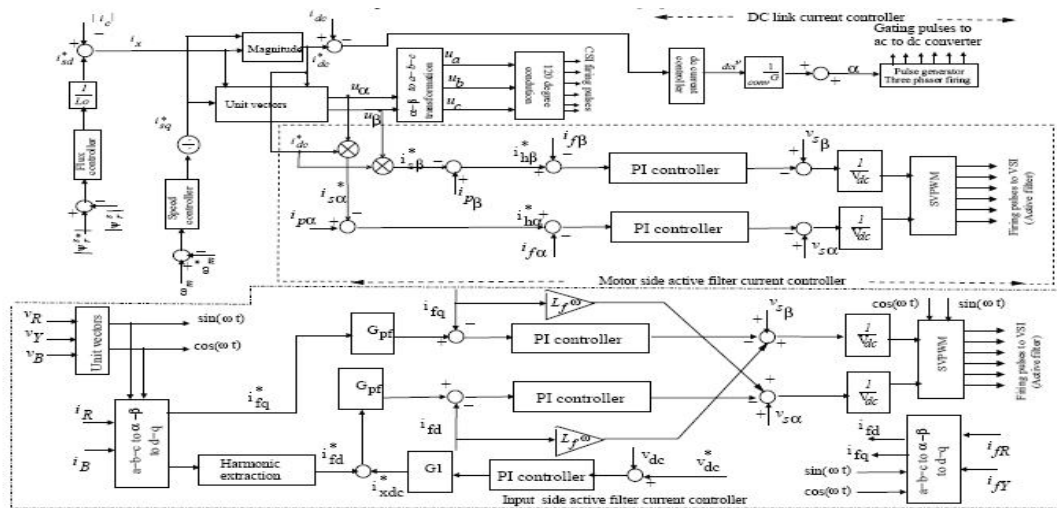 DC link current controller
Gating pulses to
ac to dc converter
|i_c|
i*_sd
i_x
i_dc
i*_dc
Magnitude
Unit vectors
u_α
u_β
α−β to a−b−c
transformation
u_a
u_b
u_c
120 degree
CSI firing pulses
dc current
controller
1
G
α
Pulse generator
Three phaser firing
1
Lo
Flux
controller
i*_sq
÷
Speed
controller
i*_dc
i*_sα
i*_sβ
i_pβ
i_pα
i*_hβ
i*_hα
i_fβ
i_fα
PI controller
PI controller
v_sβ
v_sα
1
Vdc
1
Vdc
SVPWM
Firing pulses to VSI
(Active filter)
Motor side active filter current controller
v_R
v_Y
v_B
Unit vectors
sin(ωt)
cos(ωt)
i_R
i_B
a−b−c to α−β
to d−q
i*_fq
i*_fd
Harmonic
extraction
G_pf
G_pf
i_fq
i_fd
L_f ω
L_f ω
PI controller
PI controller
v_sβ
v_sα
1
Vdc
1
Vdc
cos(ωt)
sin(ωt)
SVPWM
Firing pulses to VSI
(Active filter)
i*_xdc
G1
PI controller
v_dc
v*_dc
Input side active filter current controller
i_fd
i_fq
sin(ωt)
cos(ωt)
a−b−c to α−β
to d−q
i_fR
i_fY